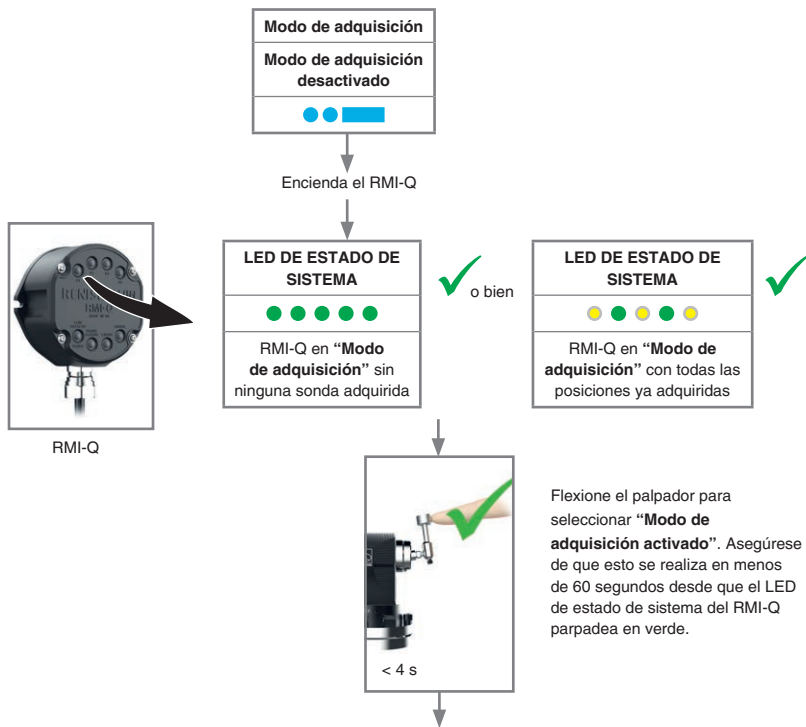 Modo de adquisición
Modo de adquisición
desactivado
Encienda el RMI-Q
LED DE ESTADO DE
SISTEMA
RMI-Q en “Modo
de adquisición” sin
ninguna sonda adquirida
o bien
LED DE ESTADO DE
SISTEMA
RMI-Q en “Modo de
adquisición” con todas las
posiciones ya adquiridas
RMI-Q
RMI-Q
Flexione el palpador para
seleccionar “Modo de
adquisición activado”. Asegúrese
de que esto se realiza en menos
de 60 segundos desde que el LED
de estado de sistema del RMI-Q
parpadea en verde.
< 4 s